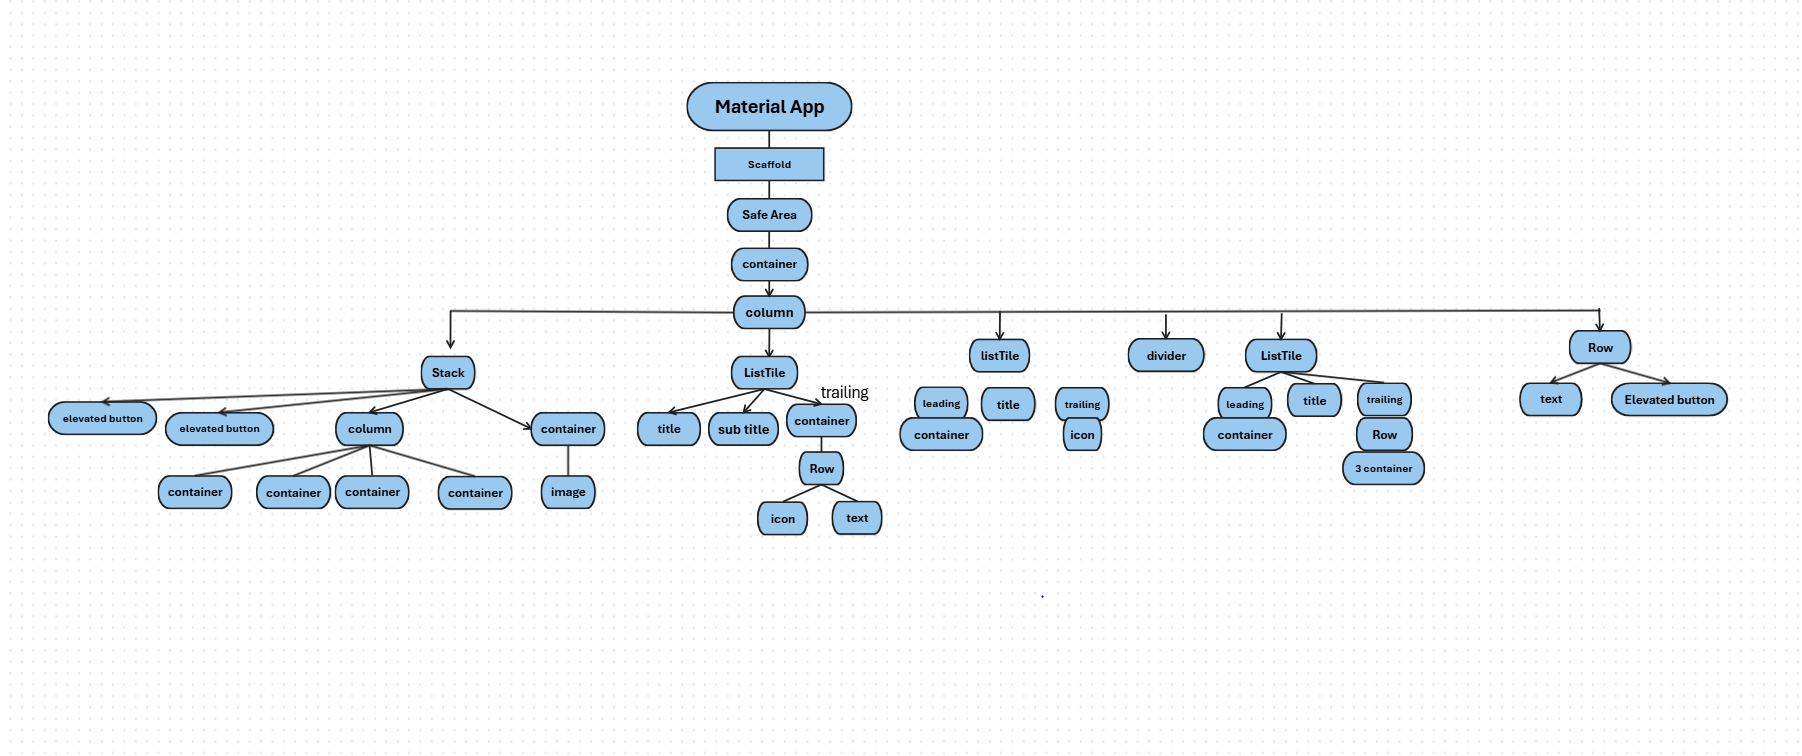 Material App
Scaffold
Safe Area
container
column
Stack
ListTile
listTile
divider
ListTile
Row
elevated button
elevated button
column
container
title
sub title
trailing
container
leading
container
title
trailing
icon
leading
container
title
trailing
Row
3 container
text
Elevated button
container
container
container
container
image
Row
icon
text